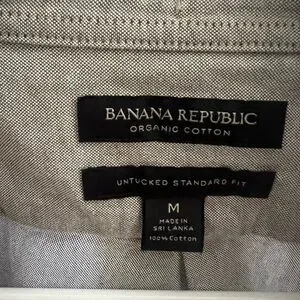 BANANA REPUBLIC
ORGANIC COTTON
UNTUCKED STANDARD FIT
M
MADE IN
SRI LANKA
100% Cotton